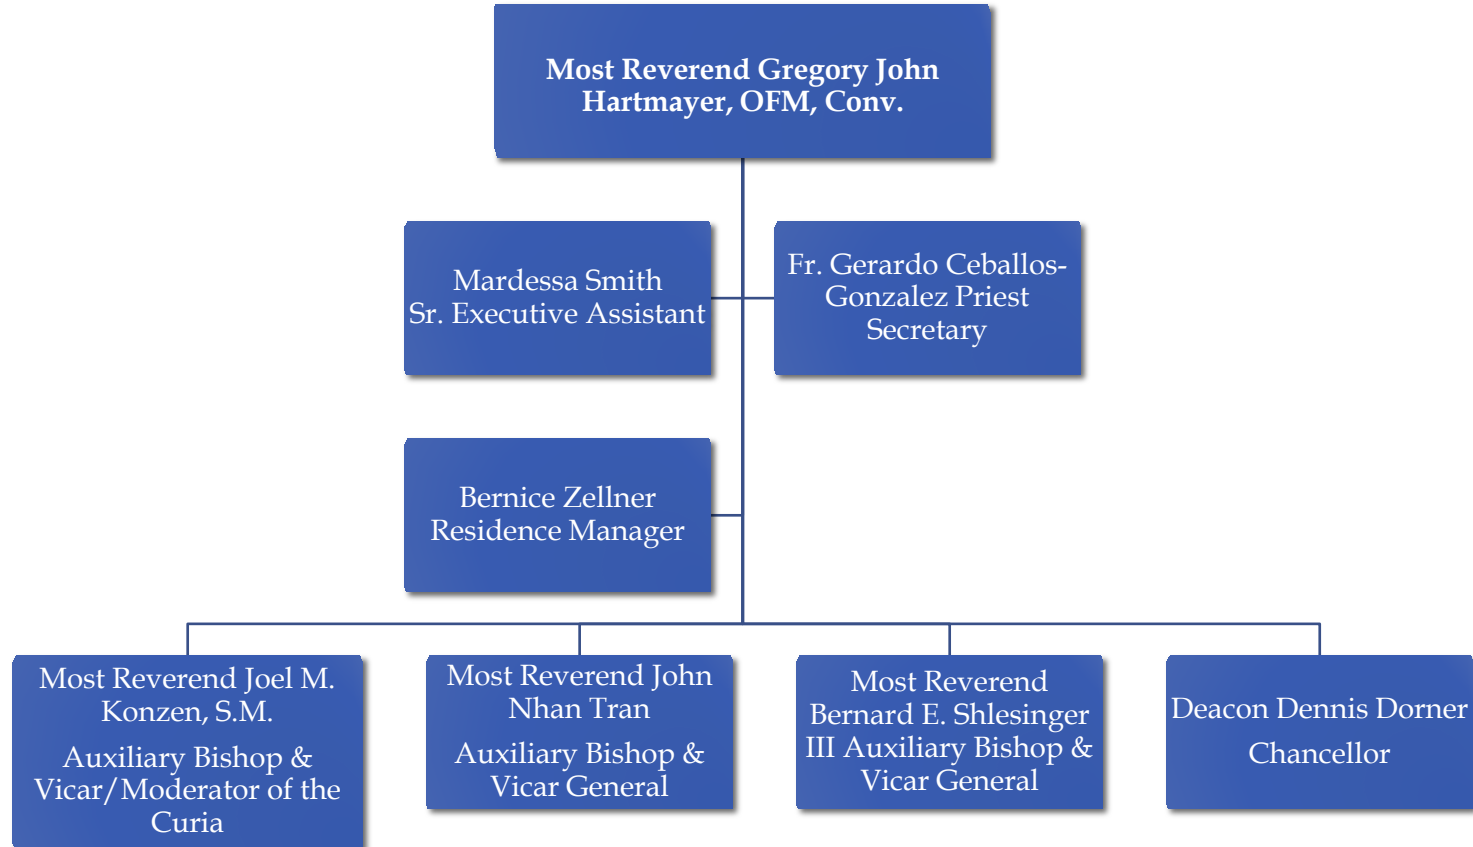 Most Reverend Gregory John
Hartmayer, OFM, Conv.
Mardessa Smith
Sr. Executive Assistant
Fr. Gerardo Ceballos-
Gonzalez Priest
Secretary
Bernice Zellner
Residence Manager
Most Reverend Joel M.
Konzen, S.M.
Auxiliary Bishop &
Vicar/Moderator of the
Curia
Most Reverend John
Nhan Tran
Auxiliary Bishop &
Vicar General
Most Reverend
Bernard E. Shlesinger
III Auxiliary Bishop &
Vicar General
Deacon Dennis Dorner
Chancellor